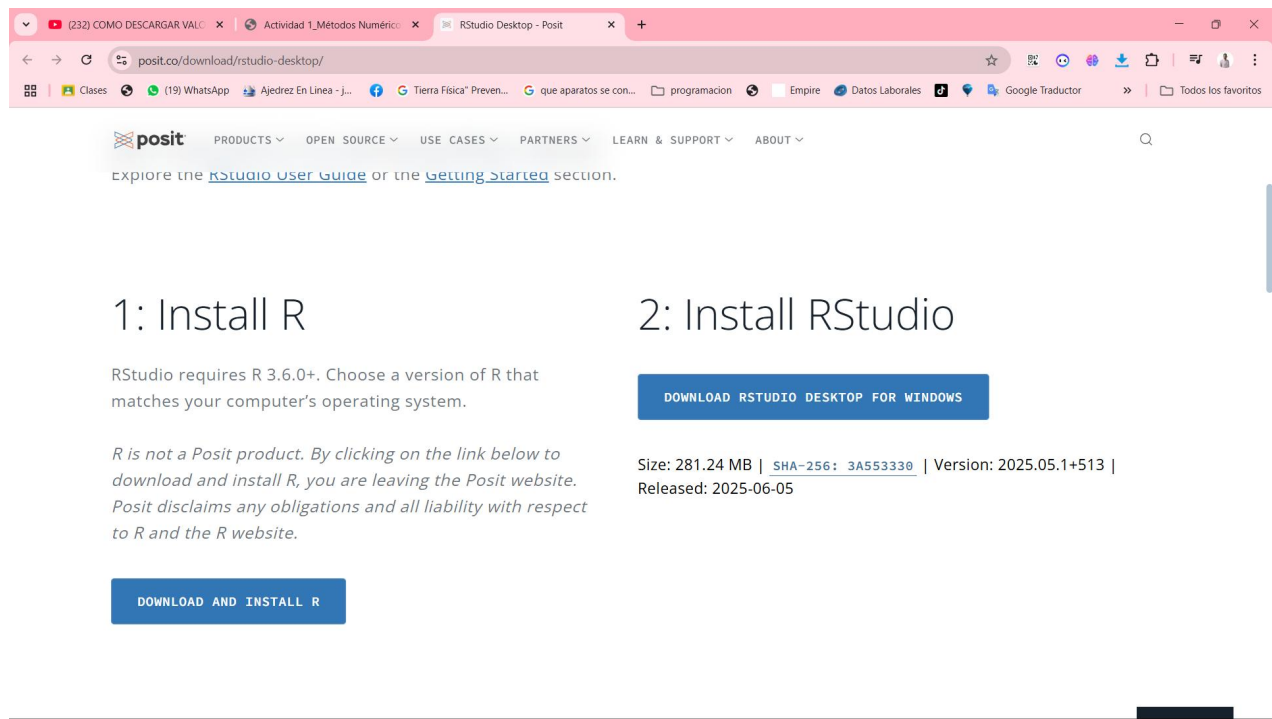 (232) COMO DESCARGAR VALO
Actividad 1_Métodos Numérico
RStudio Desktop - Posit
posit.co/download/rstudio-desktop/
Clases
(19) WhatsApp
Ajedrez En Linea - j...
Tierra Física" Preven...
que aparatos se con...
programacion
Empire
Datos Laborales
Google Traductor
Todos los favoritos
posit PRODUCTS OPEN SOURCE USE CASES PARTNERS LEARN & SUPPORT ABOUT
Explore the RStudio User Guide or the Getting Started section.
1: Install R
RStudio requires R 3.6.0+. Choose a version of R that
matches your computer’s operating system.
R is not a Posit product. By clicking on the link below to
download and install R, you are leaving the Posit website.
Posit disclaims any obligations and all liability with respect
to R and the R website.
DOWNLOAD AND INSTALL R
2: Install RStudio
DOWNLOAD RSTUDIO DESKTOP FOR WINDOWS
Size: 281.24 MB | SHA-256: 3A553330 | Version: 2025.05.1+513 |
Released: 2025-06-05